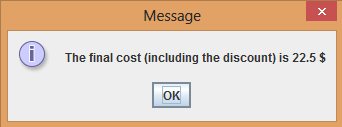 Message
The final cost (including the discount) is 22.5 $
OK